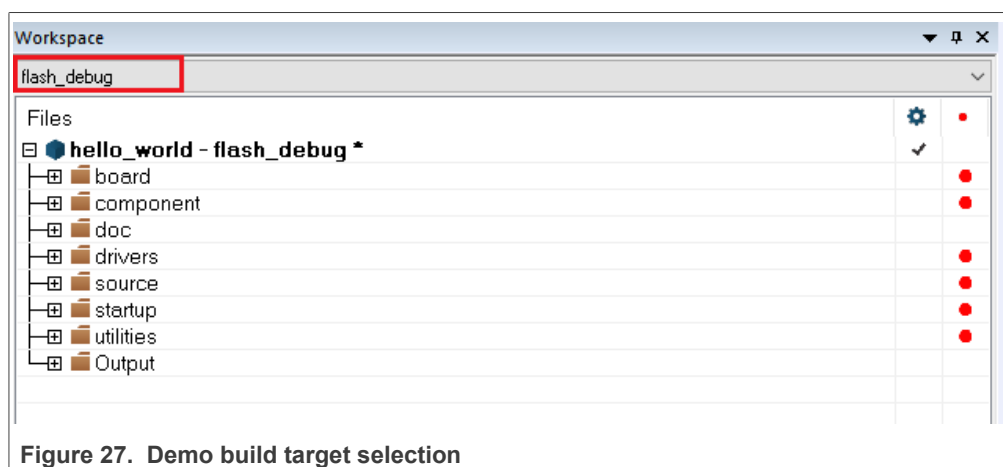 Workspace
flash_debug
Files
hello_world - flash_debug *
board
component
doc
drivers
source
startup
utilities
Output
Figure 27. Demo build target selection